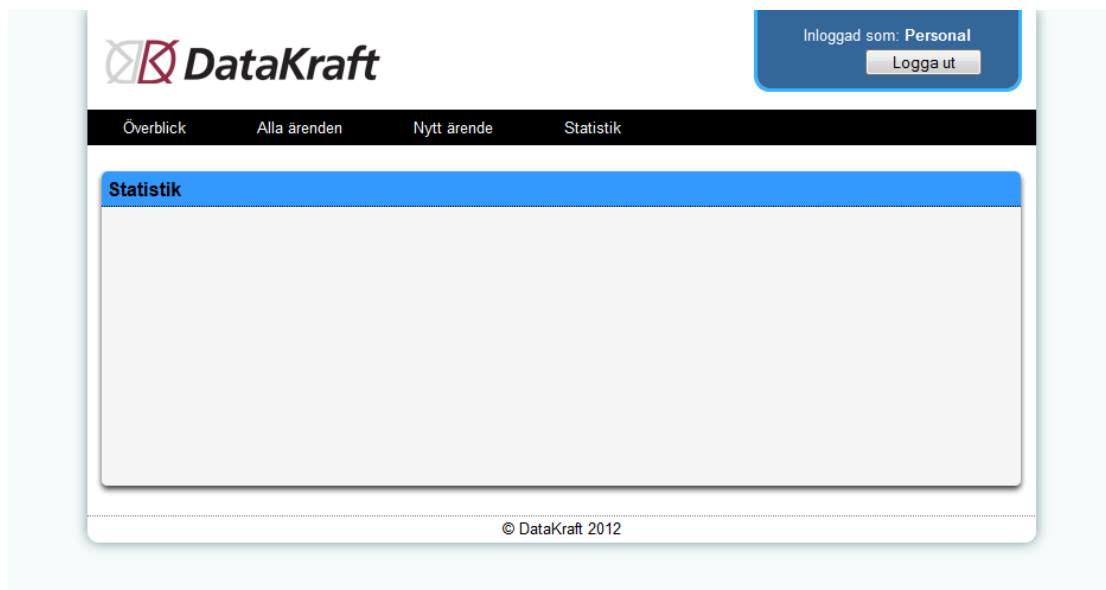 DataKraft
Inloggad som: Personal
Logga ut
Överblick Alla ärenden Nytt ärende Statistik
Statistik
© DataKraft 2012